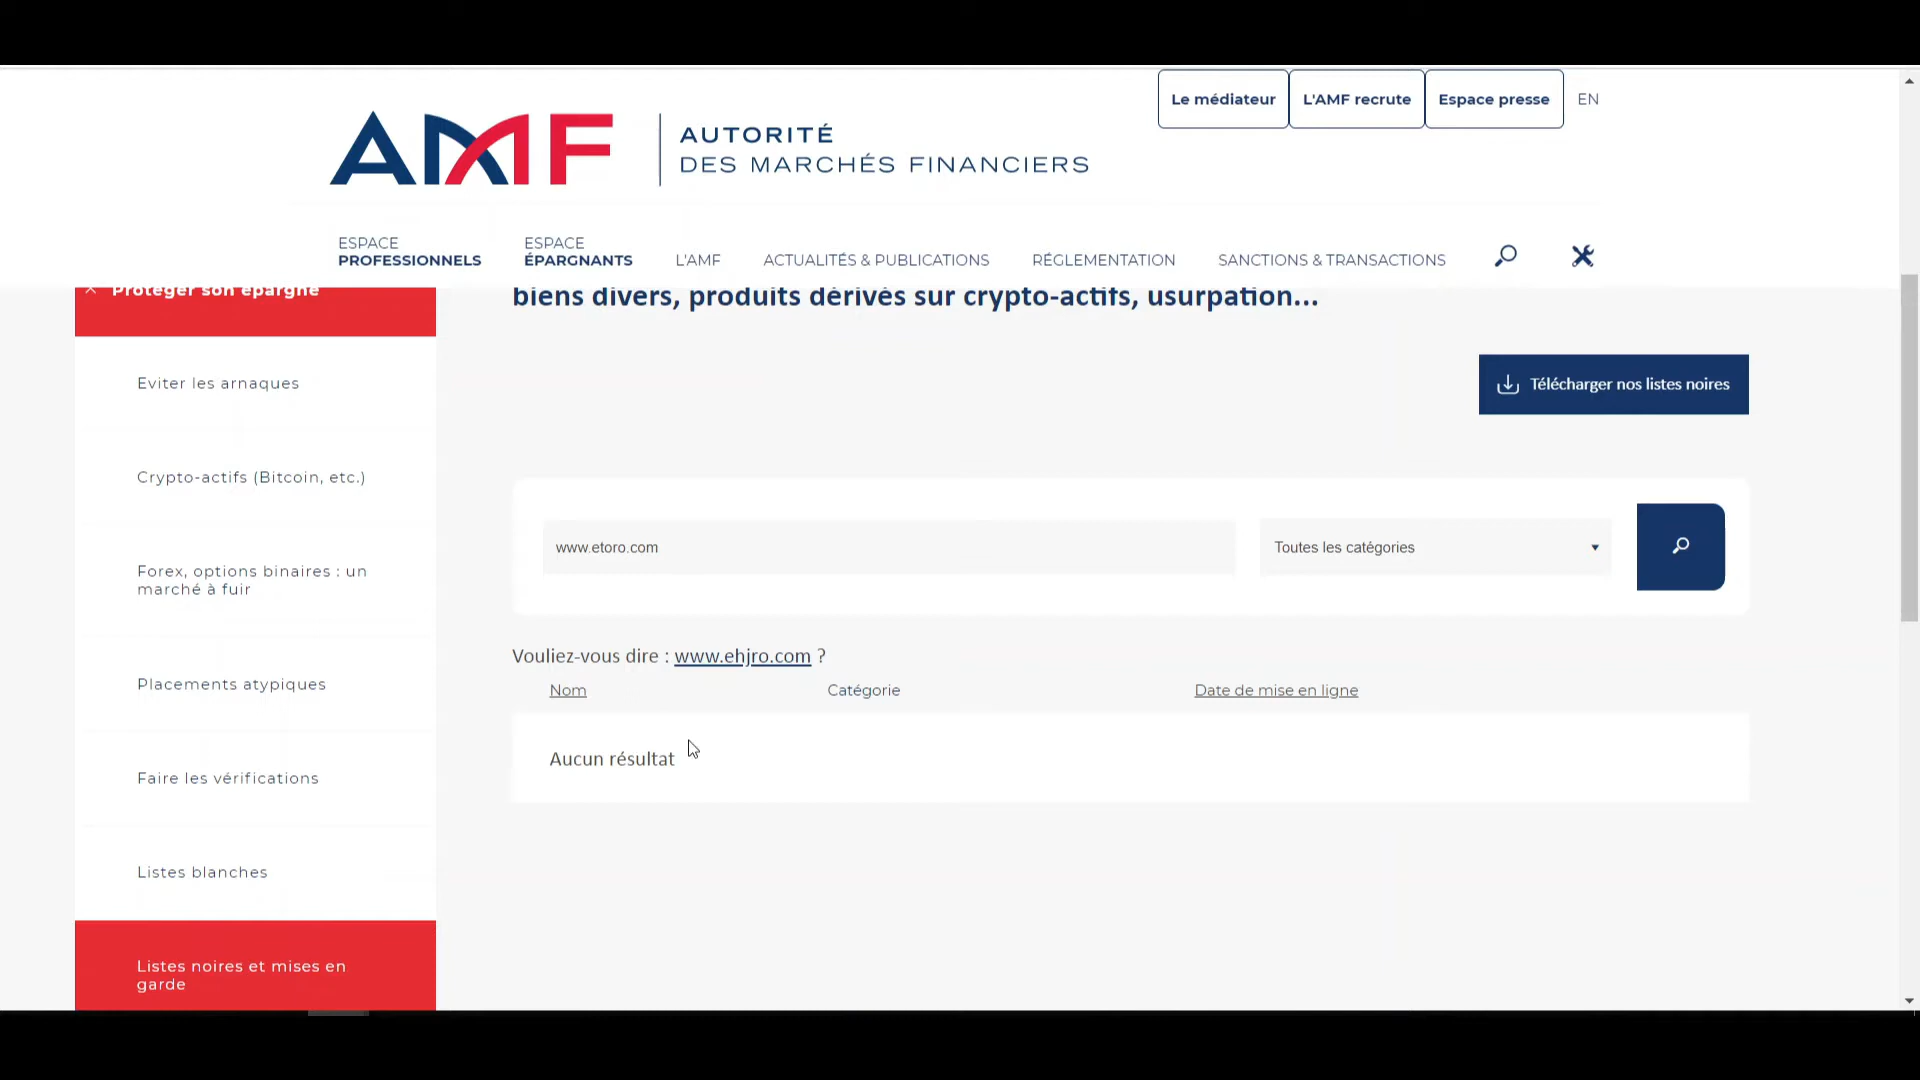 Le médiateur
L'AMF recrute
Espace presse
EN
AMF
AUTORITÉ
DES MARCHÉS FINANCIERS
ESPACE
PROFESSIONNELS
ESPACE
ÉPARGNANTS
L'AMF
ACTUALITÉS & PUBLICATIONS
RÉGLEMENTATION
SANCTIONS & TRANSACTIONS
Protéger son épargne
biens divers, produits dérivés sur crypto-actifs, usurpation...
Télécharger nos listes noires
Eviter les arnaques
Crypto-actifs (Bitcoin, etc.)
Forex, options binaires : un
marché à fuir
Placements atypiques
Faire les vérifications
Listes blanches
Listes noires et mises en
garde
www.etoro.com
Toutes les catégories
Vouliez-vous dire : www.ehjro.com ?
Nom
Catégorie
Date de mise en ligne
Aucun résultat